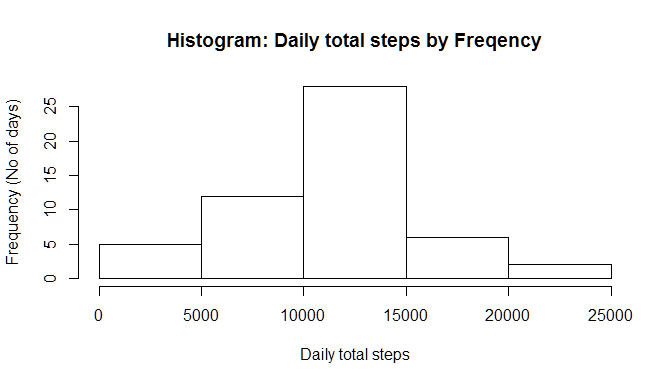 Histogram: Daily total steps by Freqency
Frequency (No of days)
25
20
15
10
5
0
0 5000 10000 15000 20000 25000
Daily total steps